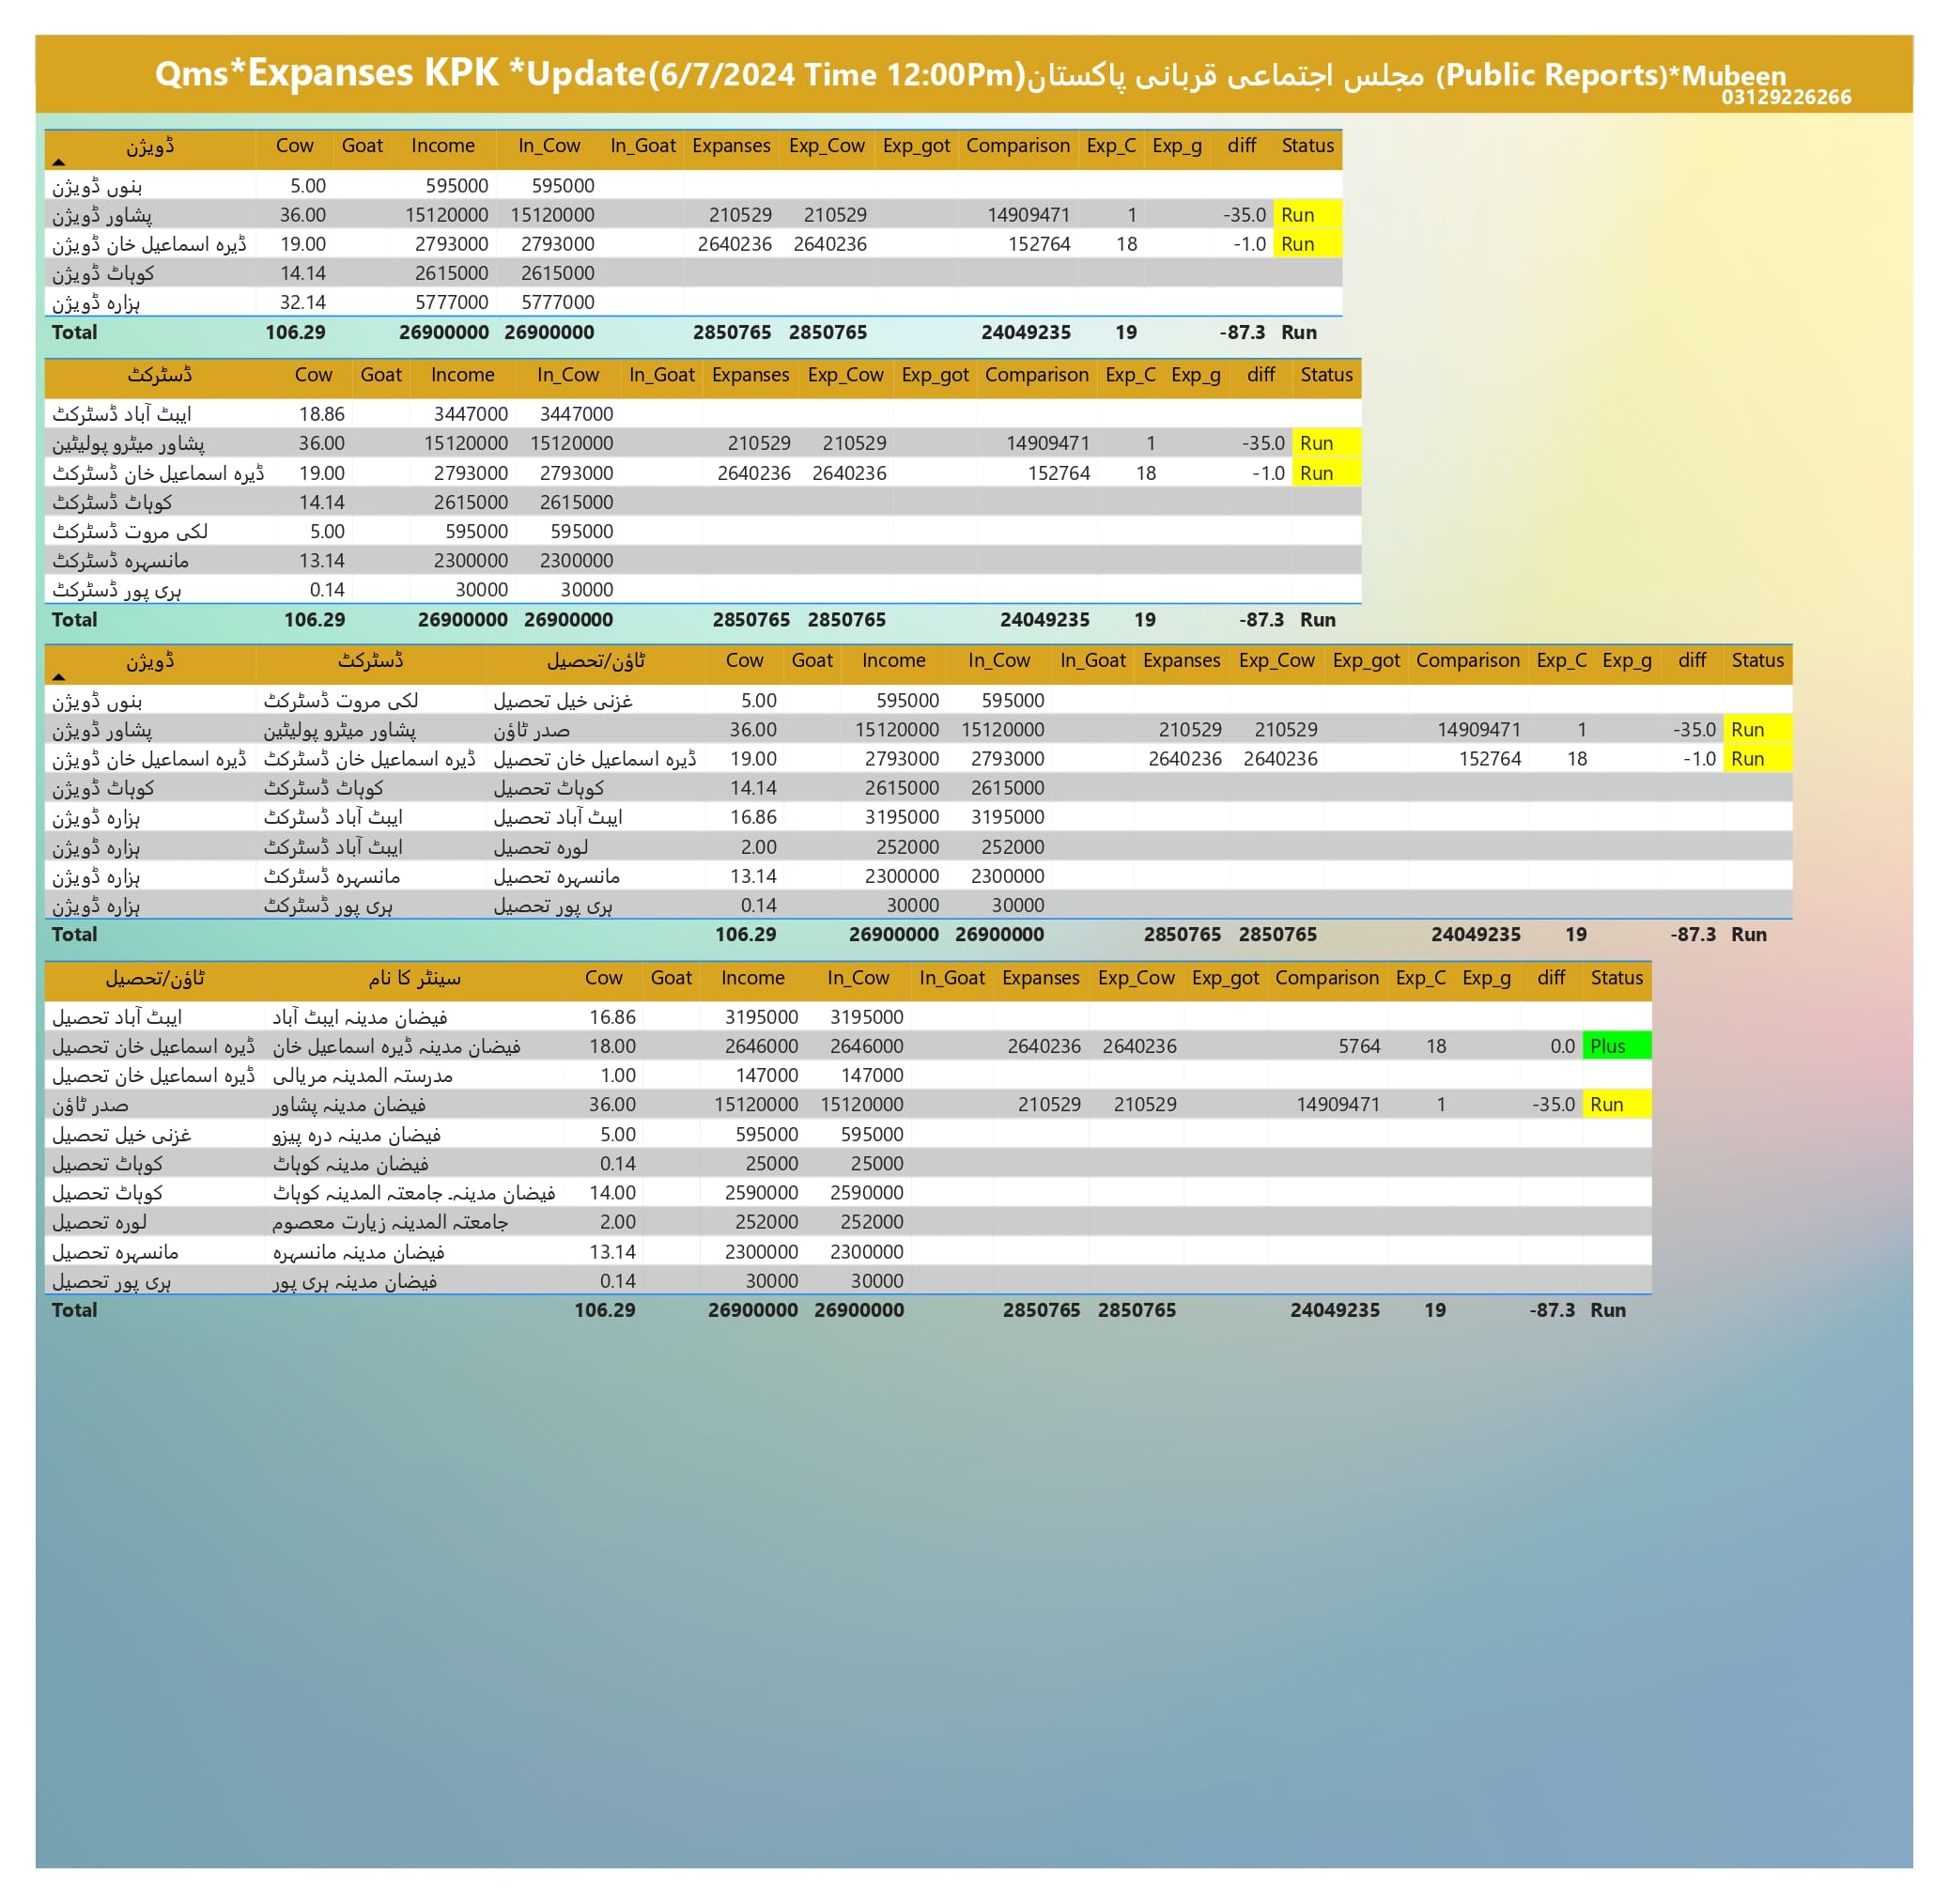 Qms*Expanses KPK *Update(6/7/2024 Time 12:00Pm)مجلس اجتماعی قربانی پاکستان (Public Reports)*Mubeen
03129226266
ڈویژن Cow Goat Income In_Cow In_Goat Expanses Exp_Cow Exp_got Comparison Exp_C Exp_g diff Status
بنوں ڈویژن 5.00 595000 595000
پشاور ڈویژن 36.00 15120000 15120000 210529 210529 14909471 1 -35.0 Run
ڈیرہ اسماعیل خان ڈویژن 19.00 2793000 2793000 2640236 2640236 152764 18 -1.0 Run
کوہاٹ ڈویژن 14.14 2615000 2615000
ہزارہ ڈویژن 32.14 5777000 5777000
Total 106.29 26900000 26900000 2850765 2850765 24049235 19 -87.3 Run
ڈسٹرکٹ Cow Goat Income In_Cow In_Goat Expanses Exp_Cow Exp_got Comparison Exp_C Exp_g diff Status
ایبٹ آباد ڈسٹرکٹ 18.86 3447000 3447000
پشاور میٹرو پولیٹین 36.00 15120000 15120000 210529 210529 14909471 1 -35.0 Run
ڈیرہ اسماعیل خان ڈسٹرکٹ 19.00 2793000 2793000 2640236 2640236 152764 18 -1.0 Run
کوہاٹ ڈسٹرکٹ 14.14 2615000 2615000
لکی مروت ڈسٹرکٹ 5.00 595000 595000
مانسہرہ ڈسٹرکٹ 13.14 2300000 2300000
ہری پور ڈسٹرکٹ 0.14 30000 30000
Total 106.29 26900000 26900000 2850765 2850765 24049235 19 -87.3 Run
ڈویژن ڈسٹرکٹ ٹاؤن/تحصیل Cow Goat Income In_Cow In_Goat Expanses Exp_Cow Exp_got Comparison Exp_C Exp_g diff Status
بنوں ڈویژن لکی مروت ڈسٹرکٹ غزنی خیل تحصیل 5.00 595000 595000
پشاور ڈویژن پشاور میٹرو پولیٹین صدر ٹاؤن 36.00 15120000 15120000 210529 210529 14909471 1 -35.0 Run
ڈیرہ اسماعیل خان ڈویژن ڈیرہ اسماعیل خان ڈسٹرکٹ ڈیرہ اسماعیل خان تحصیل 19.00 2793000 2793000 2640236 2640236 152764 18 -1.0 Run
کوہاٹ ڈویژن کوہاٹ ڈسٹرکٹ کوہاٹ تحصیل 14.14 2615000 2615000
ہزارہ ڈویژن ایبٹ آباد ڈسٹرکٹ ایبٹ آباد تحصیل 16.86 3195000 3195000
ہزارہ ڈویژن ایبٹ آباد ڈسٹرکٹ لورہ تحصیل 2.00 252000 252000
ہزارہ ڈویژن مانسہرہ ڈسٹرکٹ مانسہرہ تحصیل 13.14 2300000 2300000
ہزارہ ڈویژن ہری پور ڈسٹرکٹ ہری پور تحصیل 0.14 30000 30000
Total 106.29 26900000 26900000 2850765 2850765 24049235 19 -87.3 Run
ٹاؤن/تحصیل سینٹر کا نام Cow Goat Income In_Cow In_Goat Expanses Exp_Cow Exp_got Comparison Exp_C Exp_g diff Status
ایبٹ آباد تحصیل فیضان مدینہ ایبٹ آباد 16.86 3195000 3195000
ڈیرہ اسماعیل خان تحصیل فیضان مدینہ ڈیرہ اسماعیل خان 18.00 2646000 2646000 2640236 2640236 5764 18 0.0 Plus
ڈیرہ اسماعیل خان تحصیل مدرستہ المدینہ مریالی 1.00 147000 147000
صدر ٹاؤن فیضان مدینہ پشاور 36.00 15120000 15120000 210529 210529 14909471 1 -35.0 Run
غزنی خیل تحصیل فیضان مدینہ درہ پیزو 5.00 595000 595000
کوہاٹ تحصیل فیضان مدینہ کوہاٹ 0.14 25000 25000
کوہاٹ تحصیل فیضان مدینہ۔ جامعتہ المدینہ کوہاٹ 14.00 2590000 2590000
لورہ تحصیل جامعتہ المدینہ زیارت معصوم 2.00 252000 252000
مانسہرہ تحصیل فیضان مدینہ مانسہرہ 13.14 2300000 2300000
ہری پور تحصیل فیضان مدینہ ہری پور 0.14 30000 30000
Total 106.29 26900000 26900000 2850765 2850765 24049235 19 -87.3 Run